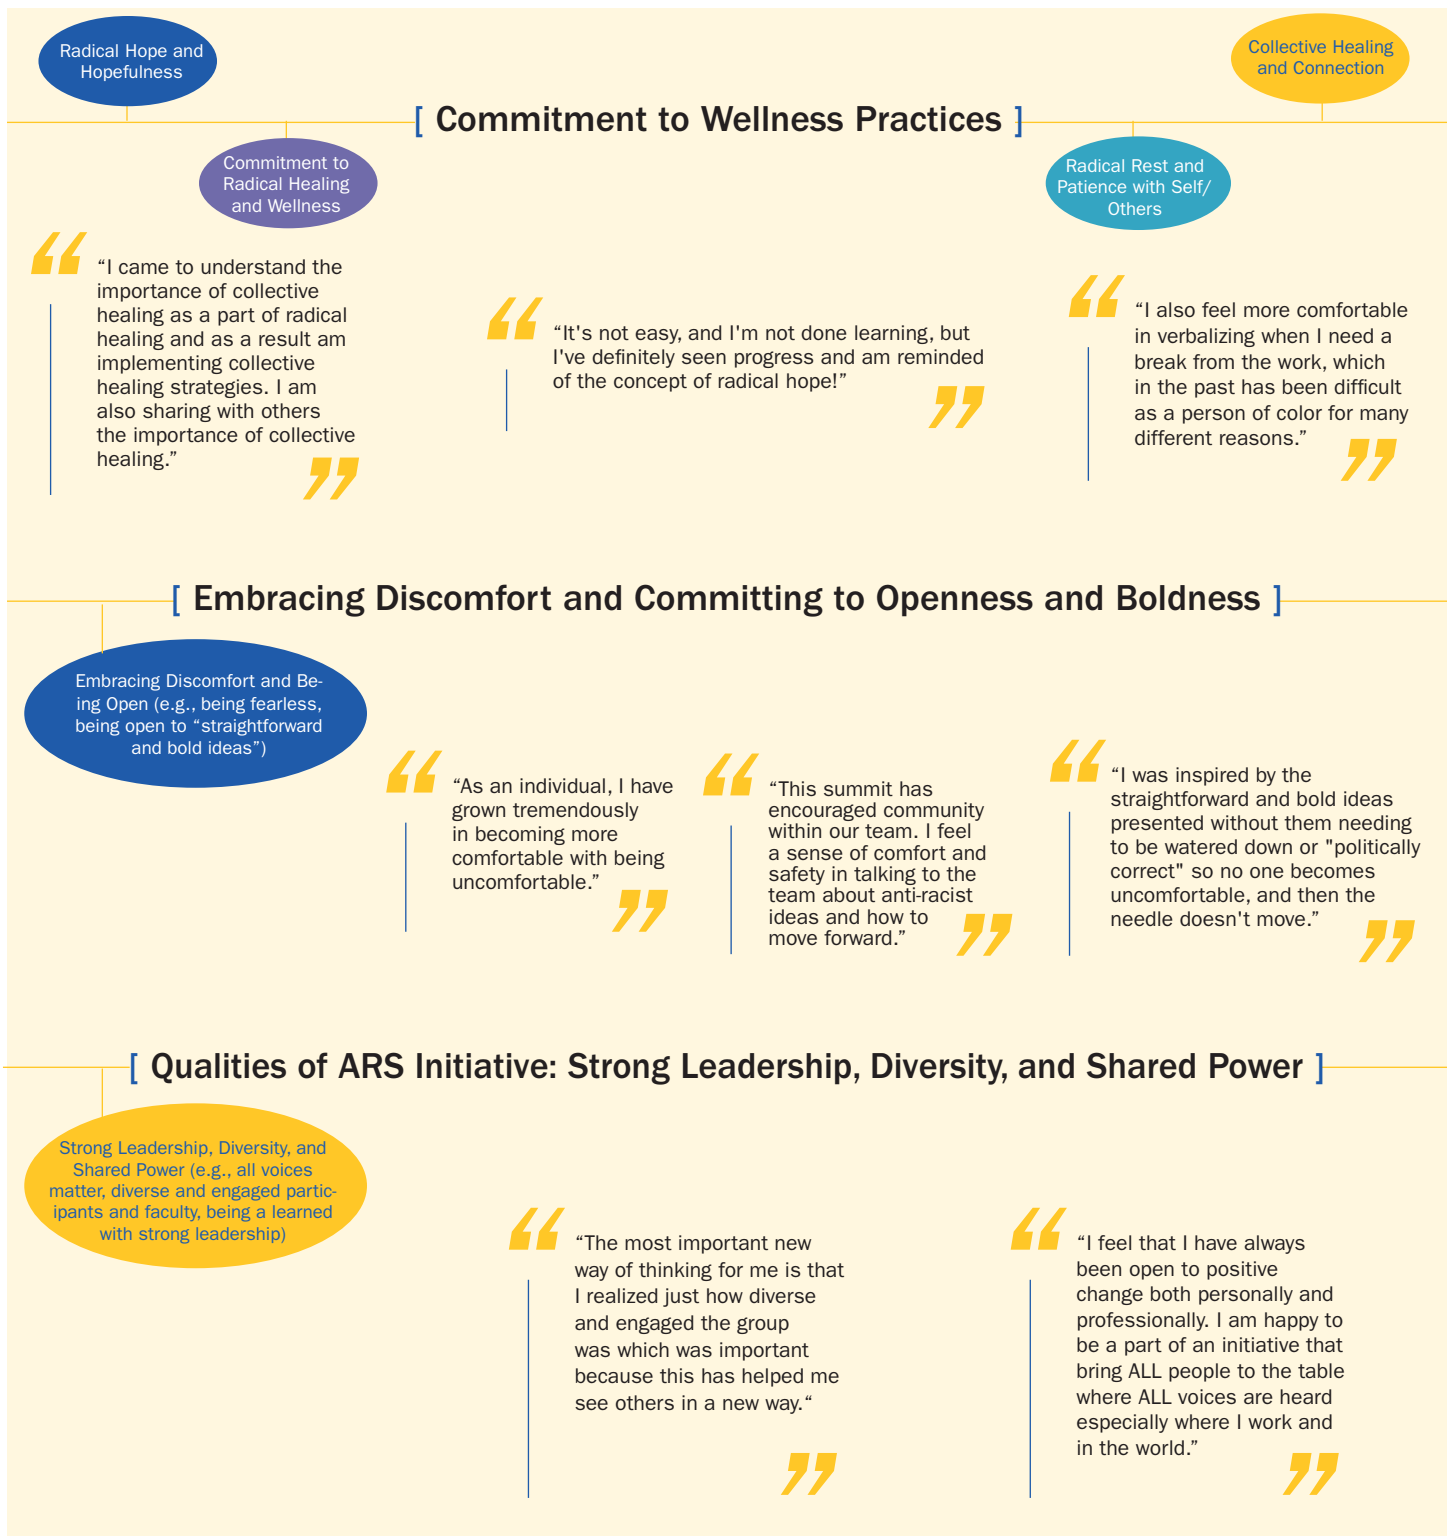 Radical Hope and
Hopefulness
Collective Healing
and Connection
[ Commitment to Wellness Practices ]
Commitment to
Radical Healing
and Wellness
Radical Rest and
Patience with Self/
Others
“I came to understand the
importance of collective
healing as a part of radical
healing and as a result am
implementing collective
healing strategies. I am
also sharing with others
the importance of collective
healing.”
“It's not easy, and I'm not done learning, but
I've definitely seen progress and am reminded
of the concept of radical hope!”
“I also feel more comfortable
in verbalizing when I need a
break from the work, which
in the past has been difficult
as a person of color for many
different reasons.”
[ Embracing Discomfort and Committing to Openness and Boldness ]
Embracing Discomfort and Be-
ing Open (e.g., being fearless,
being open to “straightforward
and bold ideas”)
“As an individual, I have
grown tremendously
in becoming more
comfortable with being
uncomfortable.”
“This summit has
encouraged community
within our team. I feel
a sense of comfort and
safety in talking to the
team about anti-racist
ideas and how to
move forward.”
“I was inspired by the
straightforward and bold ideas
presented without them needing
to be watered down or "politically
correct" so no one becomes
uncomfortable, and then the
needle doesn't move.”
[ Qualities of ARS Initiative: Strong Leadership, Diversity, and Shared Power ]
Strong Leadership, Diversity, and
Shared Power (e.g., all voices
matter, diverse and engaged partic-
ipants and faculty, being a learned
with strong leadership)
“The most important new
way of thinking for me is that
I realized just how diverse
and engaged the group
was which was important
because this has helped me
see others in a new way.“
“I feel that I have always
been open to positive
change both personally and
professionally. I am happy to
be a part of an initiative that
bring ALL people to the table
where ALL voices are heard
especially where I work and
in the world.”